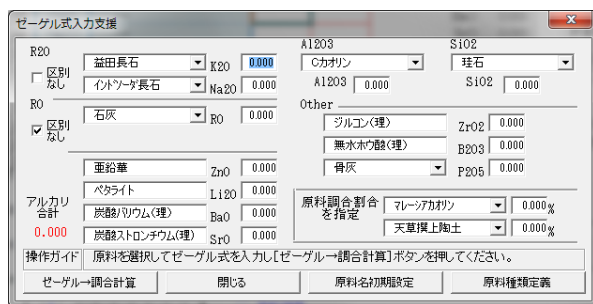 ゼーゲル式入力支援
R2O Al2O3 SiO2
区別なし 益田長石 K2O 0.000 Cカオリン 珪石
インドソーダ長石 Na2O 0.000 Al2O3 0.000 SiO2 0.000
RO Other
区別なし 石灰 RO 0.000 ジルコン(理) ZrO2 0.000
無水ホウ酸(理) B2O3 0.000
亜鉛華 ZnO 0.000 骨灰 P2O5 0.000
アルカリ合計 ペタライト Li2O 0.000 原料調合割合を指定 マレーシアカオリン 0.000%
0.000 炭酸バリウム(理) BaO 0.000 天草撰上陶土 0.000%
炭酸ストロンチウム(理) SrO 0.000
操作ガイド 原料を選択してゼーゲル式を入力し[ゼーゲル→調合計算]ボタンを押してください。
ゼーゲル→調合計算 閉じる 原料名初期設定 原料種類定義